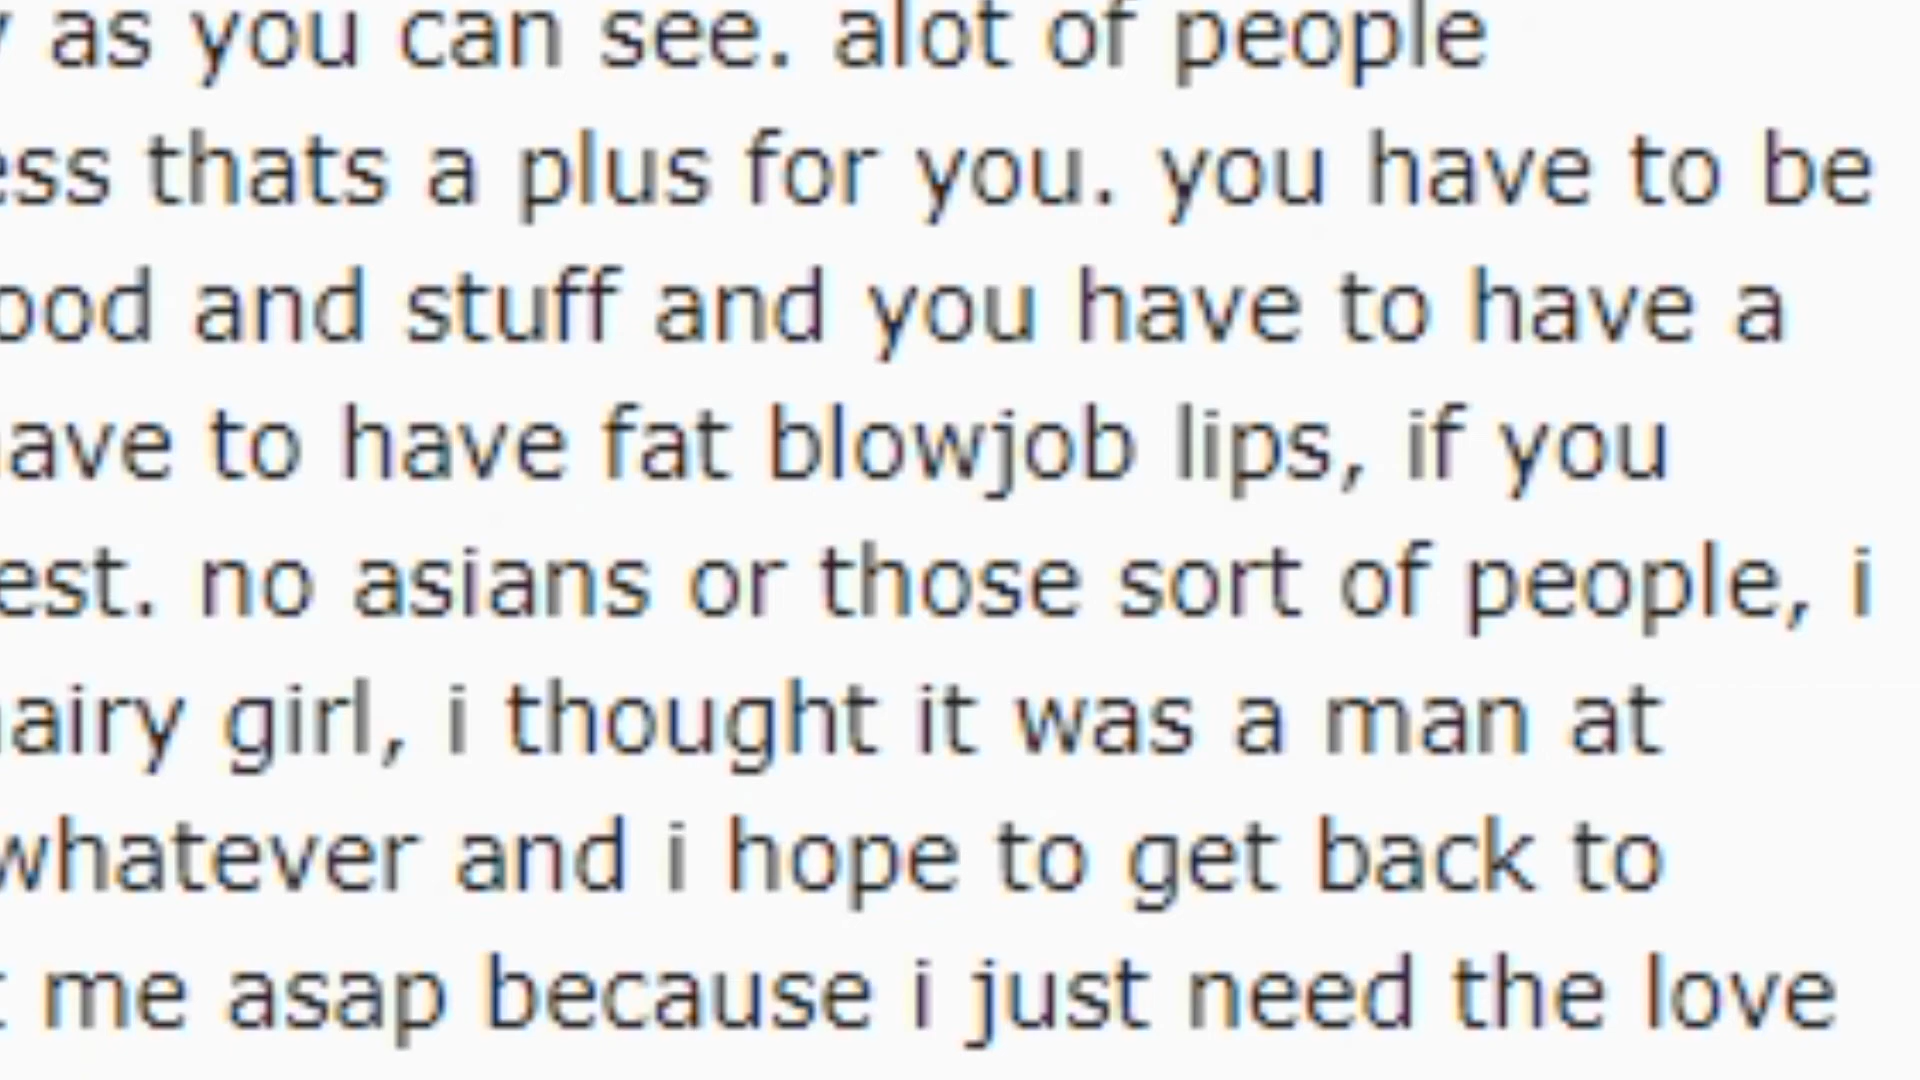 as you can see. alot of people
ess thats a plus for you. you have to be
ood and stuff and you have to have a
ave to have fat blowjob lips, if you
est. no asians or those sort of people, i
airy girl, i thought it was a man at
whatever and i hope to get back to
me asap because i just need the love